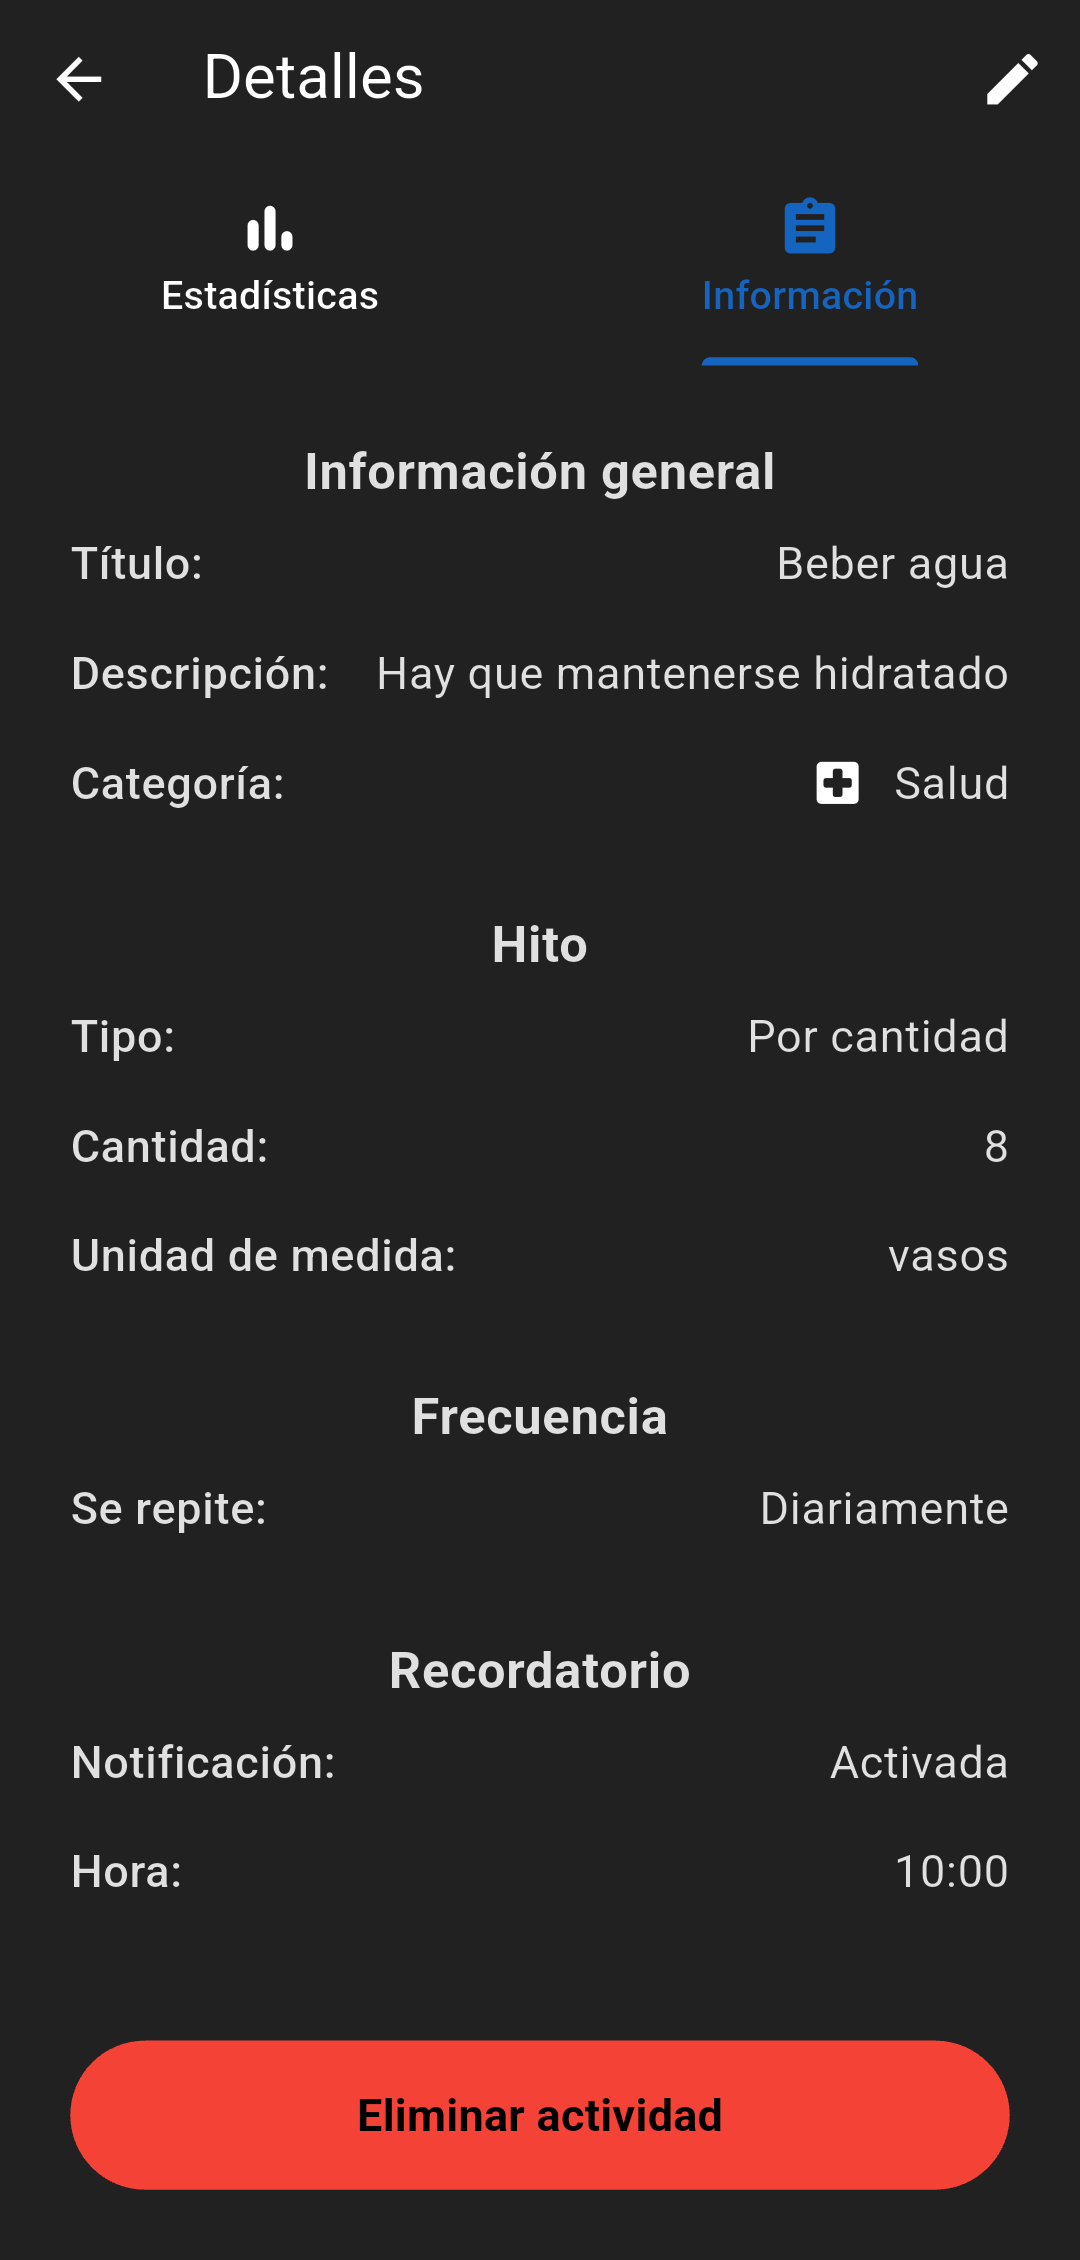 Detalles
Estadísticas
Información
Información general
Título: Beber agua
Descripción: Hay que mantenerse hidratado
Categoría: Salud
Hito
Tipo: Por cantidad
Cantidad: 8
Unidad de medida: vasos
Frecuencia
Se repite: Diariamente
Recordatorio
Notificación: Activada
Hora: 10:00
Eliminar actividad